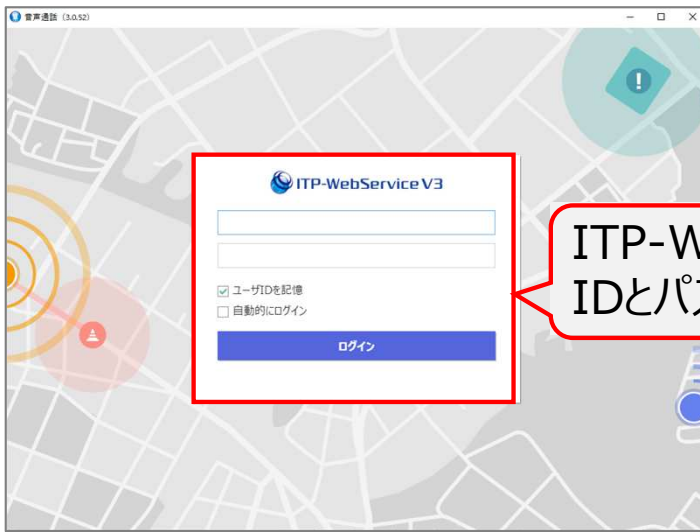 音声通話 (3.0.52)
ITP-WebService V3
ユーザIDを記憶
自動的にログイン
ログイン
ITP-W
IDとパ